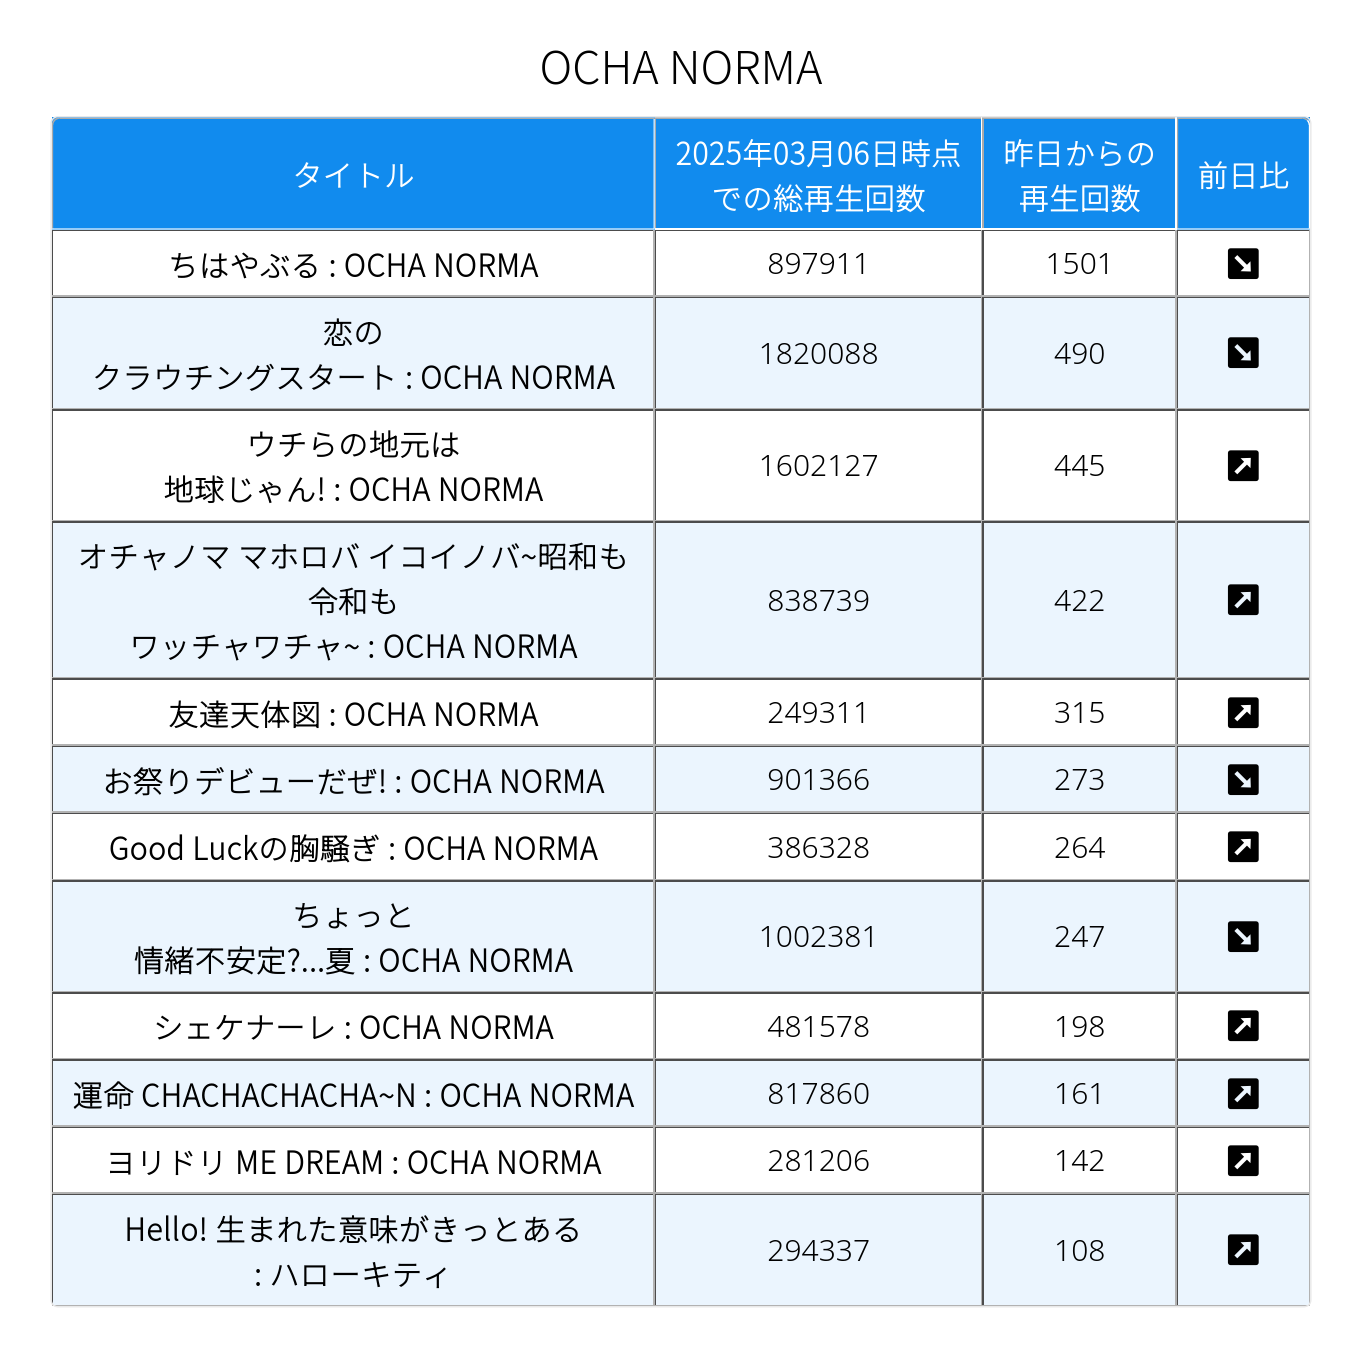 OCHA NORMA
タイトル
2025年03月06日時点
での総再生回数
昨日からの
再生回数
前日比
ちはやぶる : OCHA NORMA
897911
1501
恋の
クラウチングスタート : OCHA NORMA
1820088
490
ウチらの地元は
地球じゃん! : OCHA NORMA
1602127
445
オチャノマ マホロバ イコイノバ~昭和も
令和も
ワッチャワチャ~ : OCHA NORMA
838739
422
友達天体図 : OCHA NORMA
249311
315
お祭りデビューだぜ! : OCHA NORMA
901366
273
Good Luckの胸騒ぎ : OCHA NORMA
386328
264
ちょっと
情緒不安定?...夏 : OCHA NORMA
1002381
247
シェケナーレ : OCHA NORMA
481578
198
運命 CHACHACHACHA~N : OCHA NORMA
817860
161
ヨリドリ ME DREAM : OCHA NORMA
281206
142
Hello! 生まれた意味がきっとある
: ハローキティ
294337
108